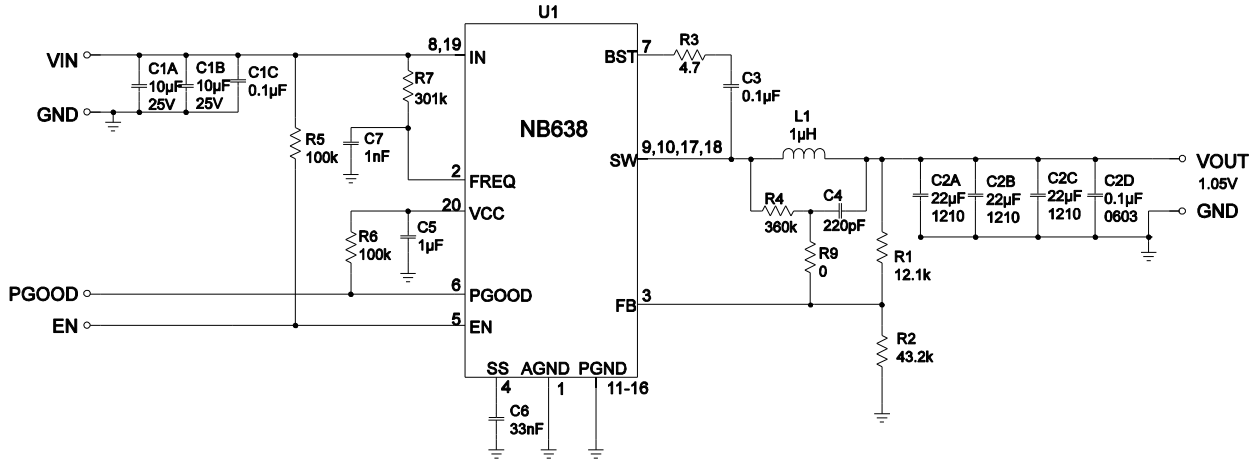 U1
NB638
VIN
GND
C1A
10µF
25V
C1B
10µF
25V
C1C
0.1µF
R5
100k
R7
301k
C7
1nF
R6
100k
C5
1µF
PGOOD
EN
8,19
IN
2
FREQ
20
VCC
6
PGOOD
5
EN
SS
4
AGND
1
PGND
11-16
C6
33nF
BST
7
R3
4.7
C3
0.1µF
SW
9,10,17,18
L1
1µH
R4
360k
C4
220pF
R9
0
FB
3
R1
12.1k
R2
43.2k
C2A
22µF
1210
C2B
22µF
1210
C2C
22µF
1210
C2D
0.1µF
0603
VOUT
1.05V
GND